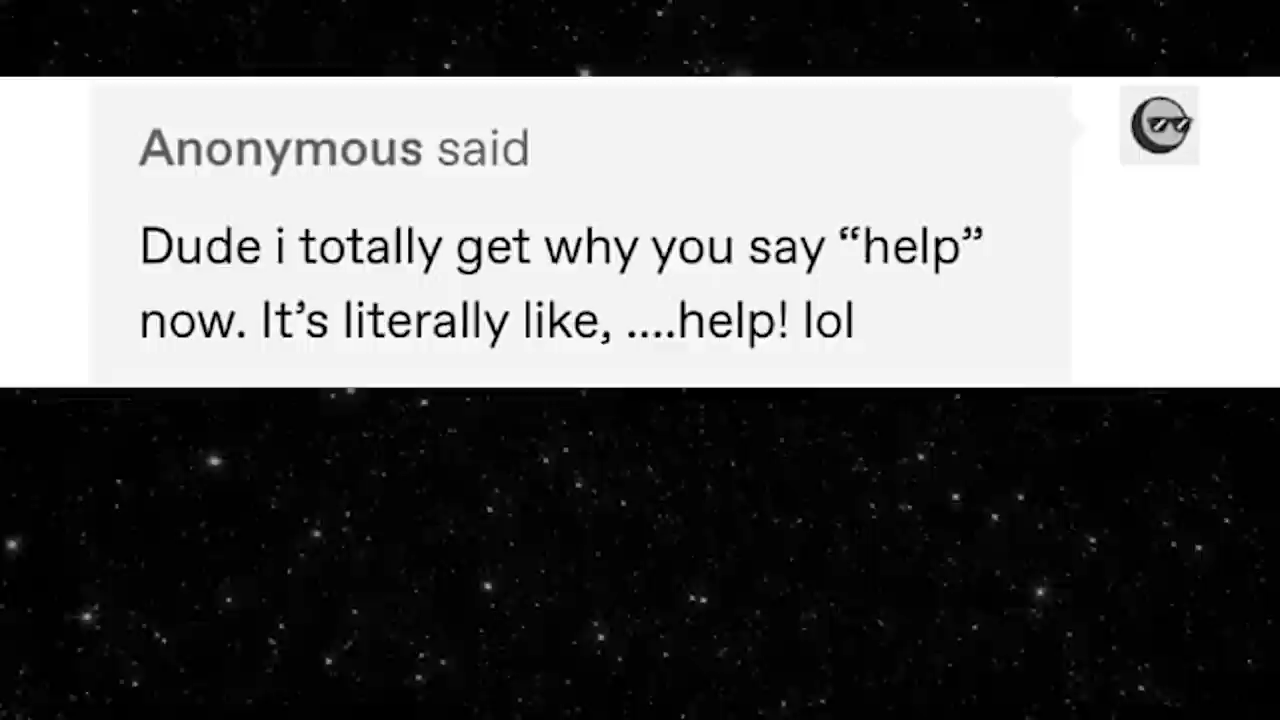 Anonymous said
Dude i totally get why you say “help”
now. It’s literally like, ....help! lol